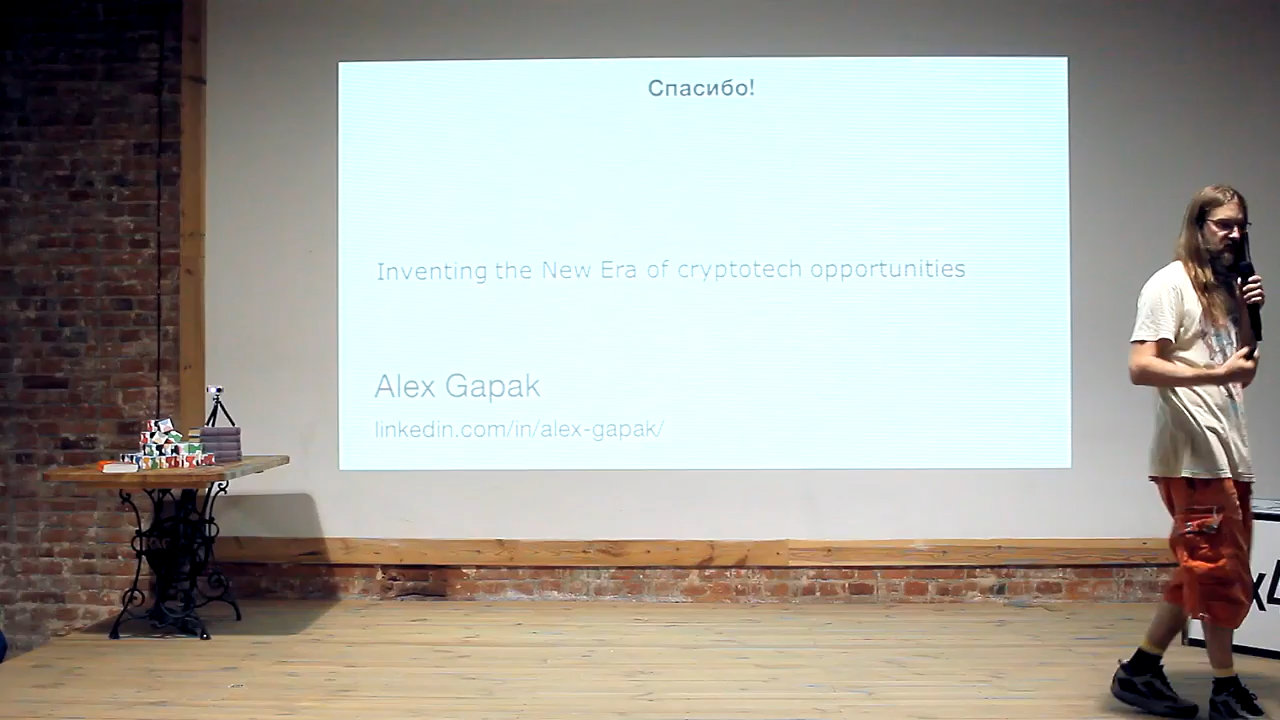 Спасибо!
Inventing the New Era of cryptotech opportunities
Alex Gapak
linkedin.com/in/alex-gapak/